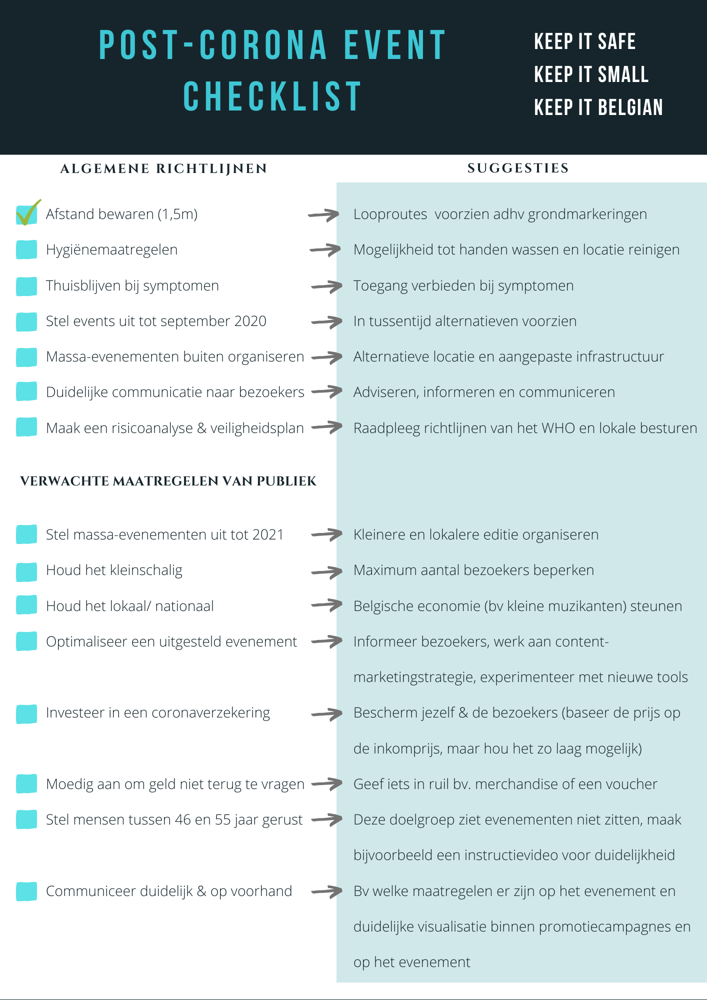 POST-CORONA EVENT
CHECKLIST
KEEP IT SAFE
KEEP IT SMALL
KEEP IT BELGIAN
ALGEMENE RICHTLIJNEN
SUGGESTIES
Afstand bewaren (1,5m)
Looproutes voorzien adhv grondmarkeringen
Hygiënemaatregelen
Mogelijkheid tot handen wassen en locatie reinigen
Thuisblijven bij symptomen
Toegang verbieden bij symptomen
Stel events uit tot september 2020
In tussentijd alternatieven voorzien
Massa-evenementen buiten organiseren
Alternatieve locatie en aangepaste infrastructuur
Duidelijke communicatie naar bezoekers
Adviseren, informeren en communiceren
Maak een risicoanalyse & veiligheidsplan
Raadpleeg richtlijnen van het WHO en lokale besturen
VERWACHTE MAATREGELEN VAN PUBLIEK
Stel massa-evenementen uit tot 2021
Kleinere en lokalere editie organiseren
Houd het kleinschalig
Maximum aantal bezoekers beperken
Houd het lokaal/ nationaal
Belgische economie (bv kleine muzikanten) steunen
Optimaliseer een uitgesteld evenement
Informeer bezoekers, werk aan content-
marketingstrategie, experimenteer met nieuwe tools
Investeer in een coronaverzekering
Bescherm jezelf & de bezoekers (baseer de prijs op
de inkomprijs, maar hou het zo laag mogelijk)
Moedig aan om geld niet terug te vragen
Geef iets in ruil bv. merchandise of een voucher
Stel mensen tussen 46 en 55 jaar gerust
Deze doelgroep ziet evenementen niet zitten, maak
bijvoorbeeld een instructievideo voor duidelijkheid
Communiceer duidelijk & op voorhand
Bv welke maatregelen er zijn op het evenement en
duidelijke visualisatie binnen promotiecampagnes en
op het evenement